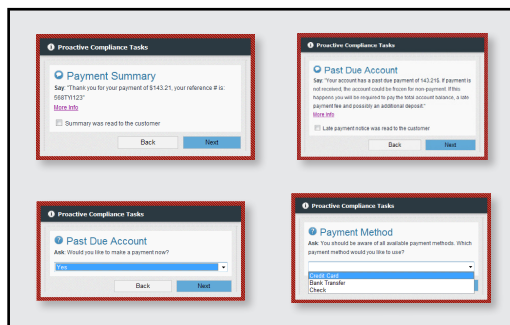 Proactive Compliance Tasks
Payment Summary
Say: "Thank you for your payment of $143.21, your reference # is:
568TYI123"
More Info
Summary was read to the customer
Back Next
Proactive Compliance Tasks
Past Due Account
Say: "Your account has a past due payment of 143.21$. If payment is
not received, the account could be frozen for non-payment. If this
happens you will be required to pay the total account balance, a late
payment fee and possibly an additional deposit."
More Info
Late payment notice was read to the customer
Back Next
Proactive Compliance Tasks
Past Due Account
Ask: Would you like to make a payment now?
Yes
Back Next
Proactive Compliance Tasks
Payment Method
Ask: You should be aware of all available payment methods. Which
payment method would you like to use?
Credit Card
Bank Transfer
Check